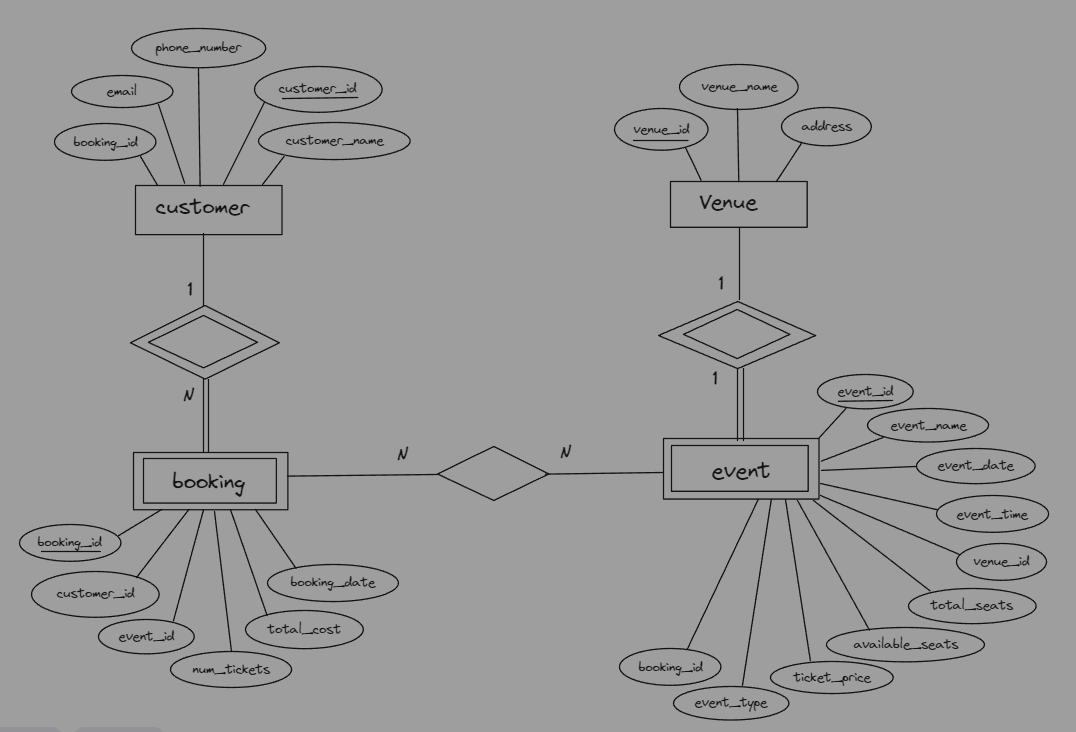 phone_number
email
customer_id
booking_id
customer_name
customer
venue_name
venue_id
address
Venue
1
1
N
1
event_id
event_name
N
N
event_date
event
booking
event_time
booking_id
venue_id
booking_date
customer_id
total_seats
total_cost
event_id
available_seats
num_tickets
booking_id
ticket_price
event_type